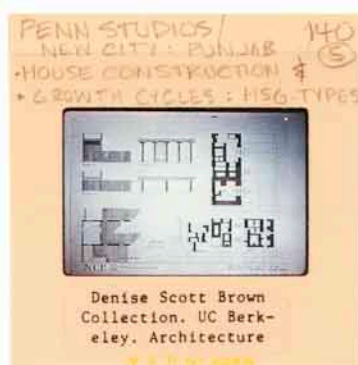 PENN STUDIOS/ 140
NEW CITY : PUNJAB (5)
• HOUSE CONSTRUCTION &
• GROWTH CYCLES : HSG. TYPES
NCP
Denise Scott Brown
Collection. UC Berk-
eley. Architecture